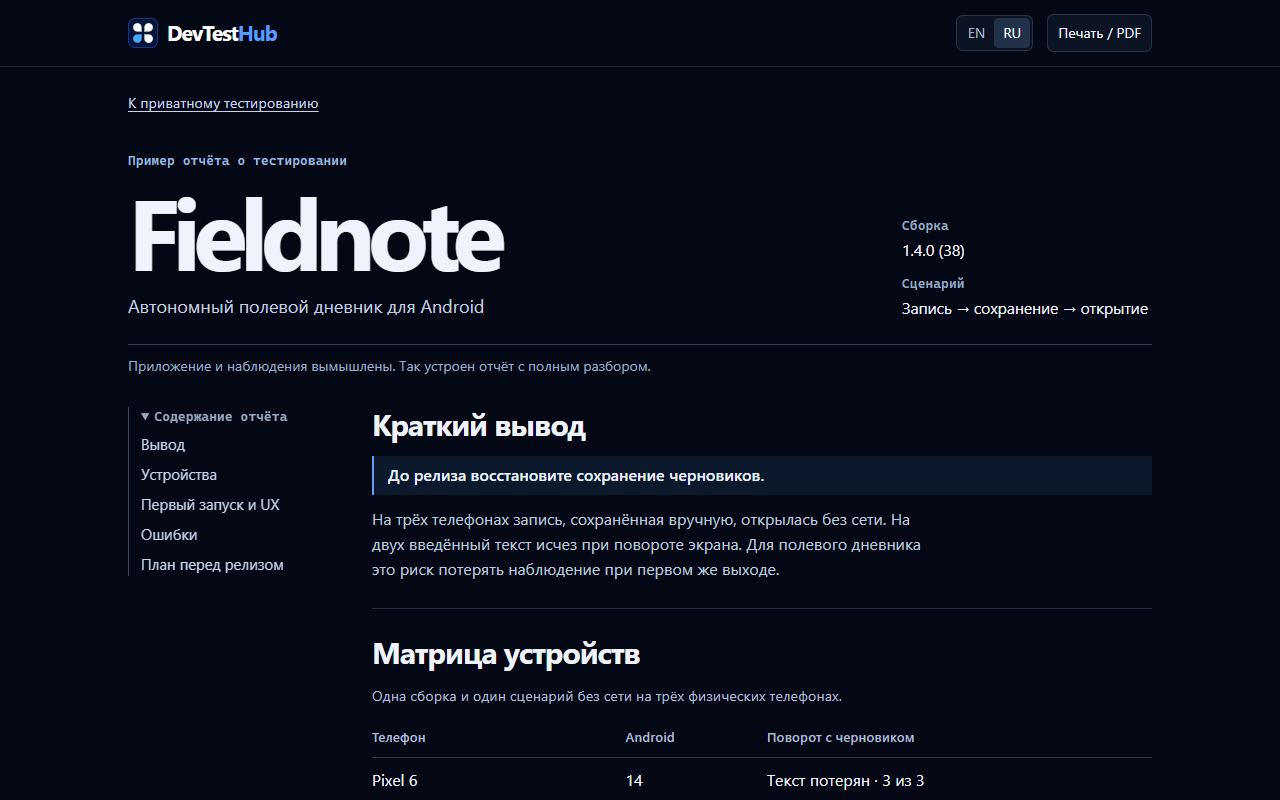 DevTestHub
EN RU Печать / PDF
К приватному тестированию
Пример отчёта о тестировании
Fieldnote
Автономный полевой дневник для Android
Сборка
1.4.0 (38)
Сценарий
Запись → сохранение → открытие
Приложение и наблюдения вымышлены. Так устроен отчёт с полным разбором.
▼ Содержание отчёта
Вывод
Устройства
Первый запуск и UX
Ошибки
План перед релизом
Краткий вывод
До релиза восстановите сохранение черновиков.
На трёх телефонах запись, сохранённая вручную, открылась без сети. На
двух введённый текст исчез при повороте экрана. Для полевого дневника
это риск потерять наблюдение при первом же выходе.
Матрица устройств
Одна сборка и один сценарий без сети на трёх физических телефонах.
Телефон Android Поворот с черновиком
Pixel 6 14 Текст потерян · 3 из 3